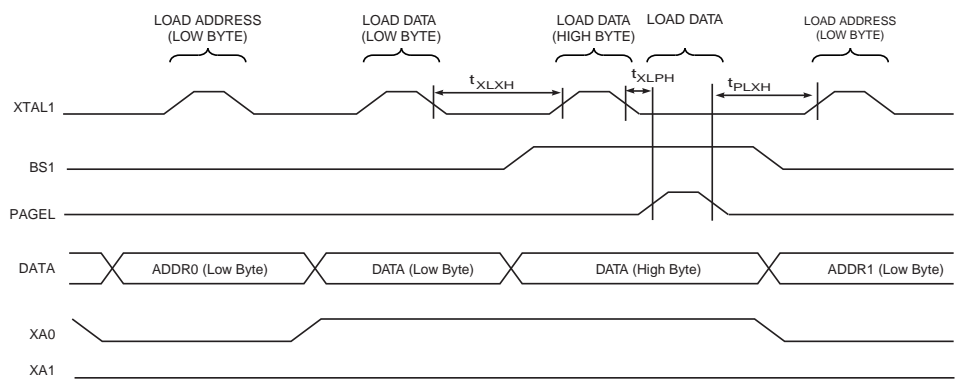 LOAD ADDRESS
(LOW BYTE)
LOAD DATA
(LOW BYTE)
LOAD DATA
(HIGH BYTE)
LOAD DATA
LOAD ADDRESS
(LOW BYTE)
tXLXH
tXLPH
tPLXH
XTAL1
BS1
PAGEL
DATA
ADDR0 (Low Byte)
DATA (Low Byte)
DATA (High Byte)
ADDR1 (Low Byte)
XA0
XA1